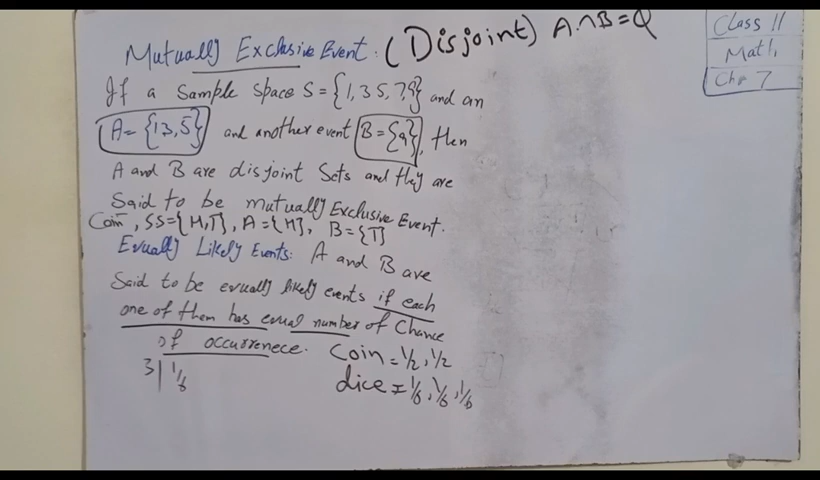 Mutually Exclusive Event: (Disjoint) A∩B=Q
Class 11
Math
Cha 7
If a Sample space S = {1, 3 5, 7, 9} and an
A= {1 3, 5} and another event B = {9}, then
A and B are disjoint Sets and they are
Said to be mutually Exclusive Event.
Coin, SS={H,T}, A={H}, B={T}
Equally Likely Events: A and B are
Said to be equally likely events if each
one of them has equal number of Chance
of occurrenece. Coin = 1/2, 1/2
3| 1/6 dice = 1/6, 1/6, 1/6